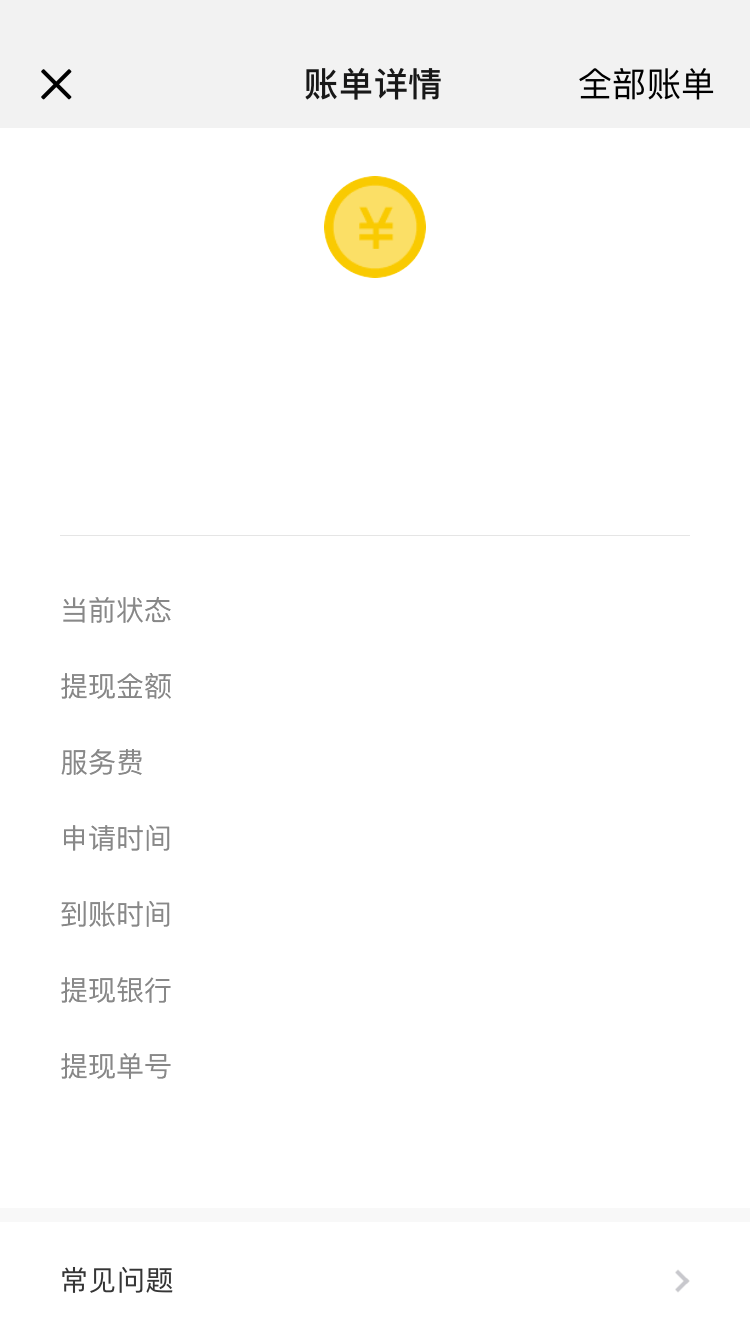 账单详情 全部账单
¥
当前状态
提现金额
服务费
申请时间
到账时间
提现银行
提现单号
常见问题